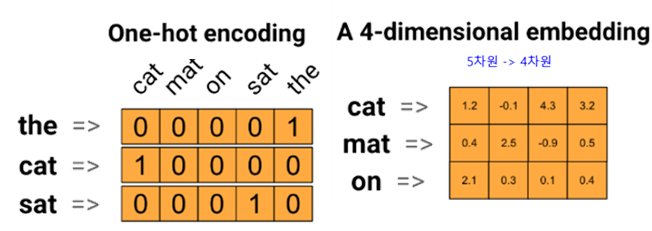 One-hot encoding
cat mat on sat the
the => 0 0 0 0 1
cat => 1 0 0 0 0
sat => 0 0 0 1 0
A 4-dimensional embedding
5차원 -> 4차원
cat => 1.2 -0.1 4.3 3.2
mat => 0.4 2.5 -0.9 0.5
on => 2.1 0.3 0.1 0.4